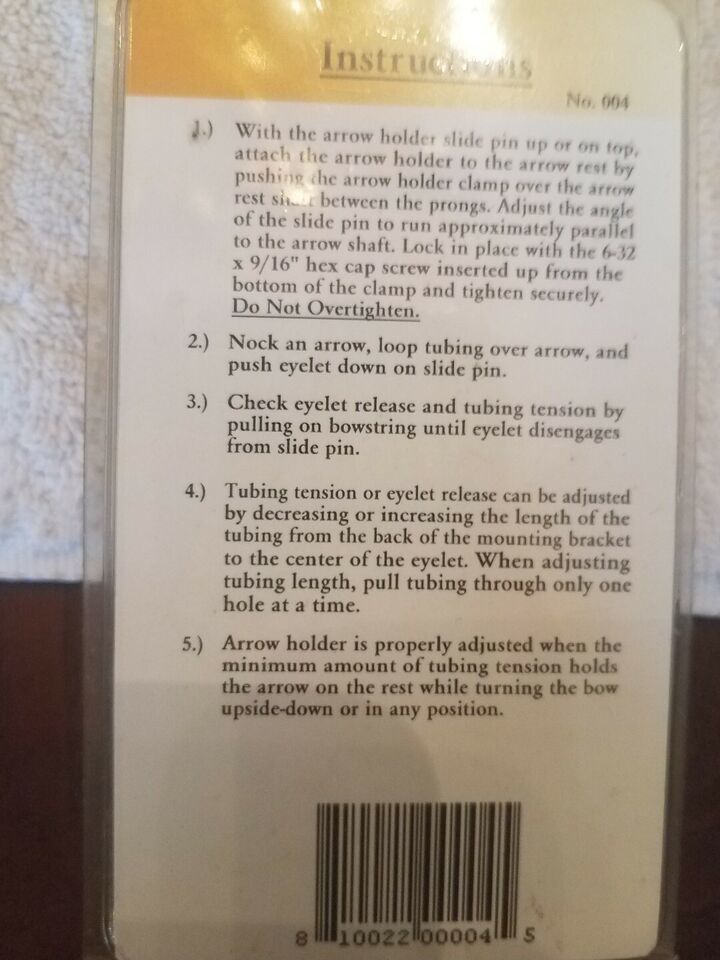 Instructions
No. 004
1.) With the arrow holder slide pin up or on top,
attach the arrow holder to the arrow rest by
pushing the arrow holder clamp over the arrow
rest shaft between the prongs. Adjust the angle
of the slide pin to run approximately parallel
to the arrow shaft. Lock in place with the 6-32
x 9/16" hex cap screw inserted up from the
bottom of the clamp and tighten securely.
Do Not Overtighten.
2.) Nock an arrow, loop tubing over arrow, and
push eyelet down on slide pin.
3.) Check eyelet release and tubing tension by
pulling on bowstring until eyelet disengages
from slide pin.
4.) Tubing tension or eyelet release can be adjusted
by decreasing or increasing the length of the
tubing from the back of the mounting bracket
to the center of the eyelet. When adjusting
tubing length, pull tubing through only one
hole at a time.
5.) Arrow holder is properly adjusted when the
minimum amount of tubing tension holds
the arrow on the rest while turning the bow
upside-down or in any position.
8 10022 00004 5